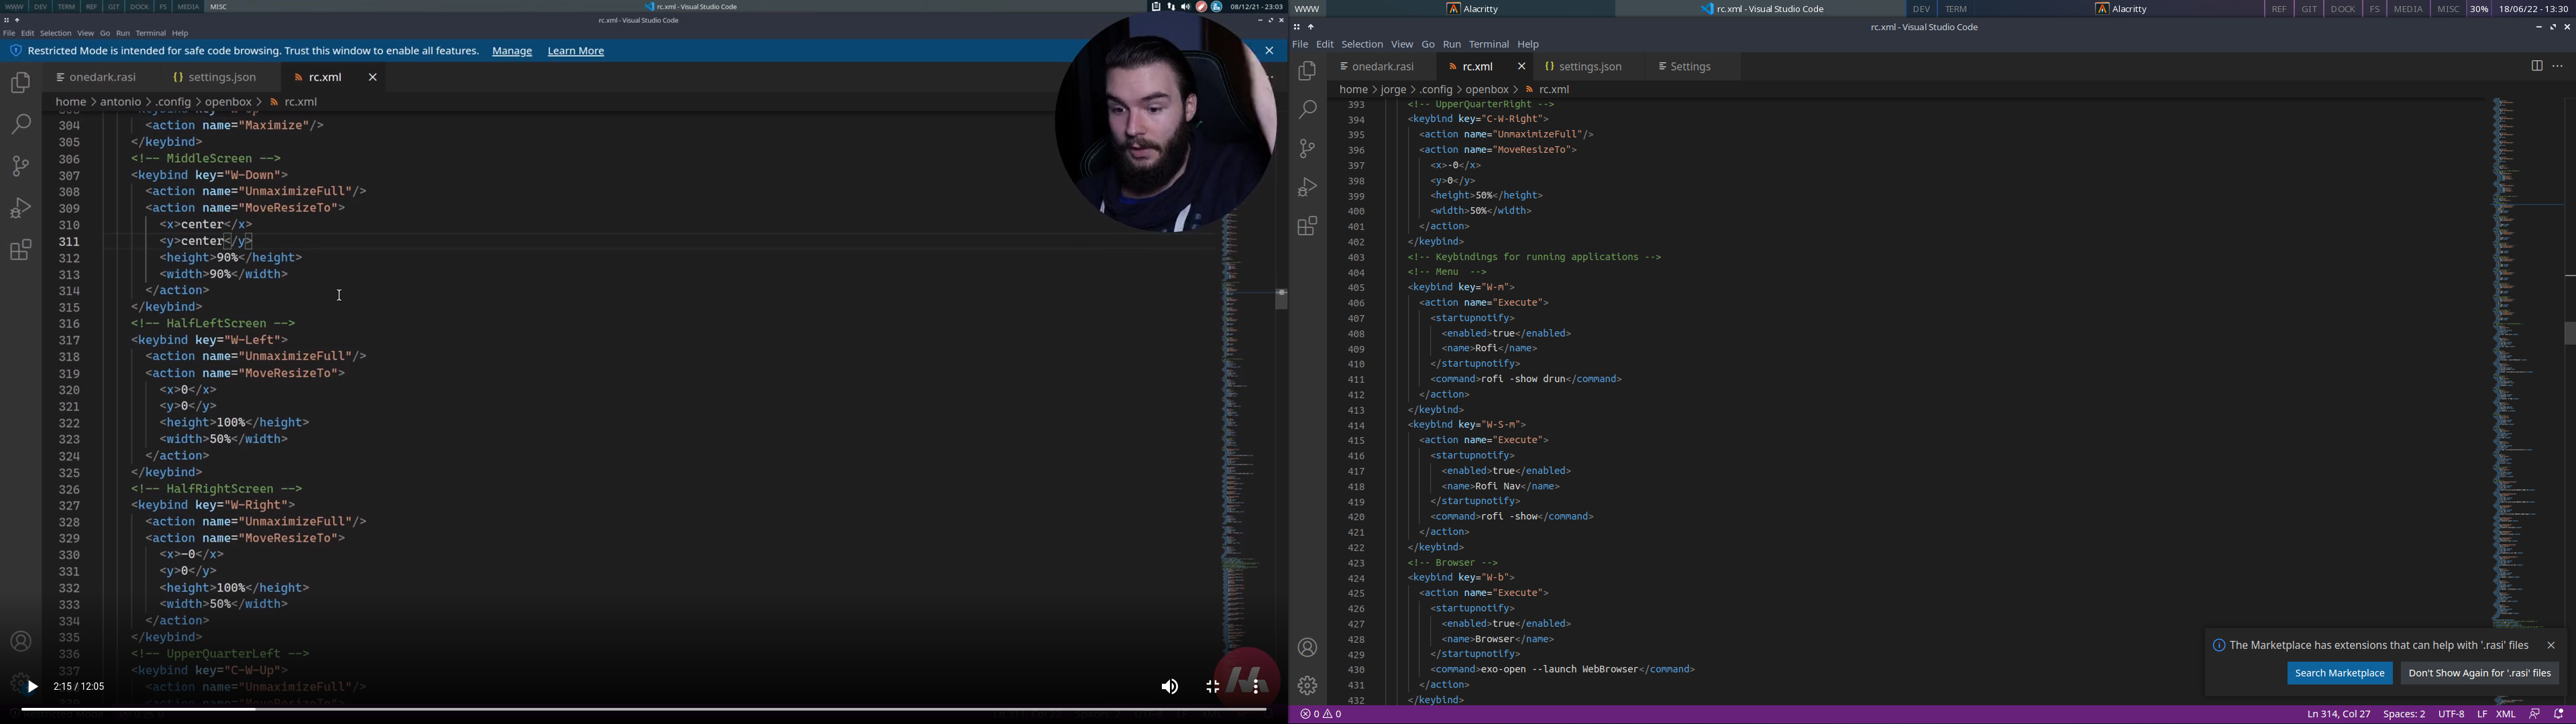 WWW DEV TERM REF GIT DOCK FS MEDIA MISC
rc.xml - Visual Studio Code
08/12/21 - 23:03
rc.xml - Visual Studio Code
File Edit Selection View Go Run Terminal Help
Restricted Mode is intended for safe code browsing. Trust this window to enable all features. Manage Learn More
onedark.rasi settings.json rc.xml
home > antonio > .config > openbox > rc.xml
304 <action name="Maximize"/>
305 </keybind>
306 <!-- MiddleScreen -->
307 <keybind key="W-Down">
308 <action name="UnmaximizeFull"/>
309 <action name="MoveResizeTo">
310 <x>center</x>
311 <y>center</y>
312 <height>90%</height>
313 <width>90%</width>
314 </action>
315 </keybind>
316 <!-- HalfLeftScreen -->
317 <keybind key="W-Left">
318 <action name="UnmaximizeFull"/>
319 <action name="MoveResizeTo">
320 <x>0</x>
321 <y>0</y>
322 <height>100%</height>
323 <width>50%</width>
324 </action>
325 </keybind>
326 <!-- HalfRightScreen -->
327 <keybind key="W-Right">
328 <action name="UnmaximizeFull"/>
329 <action name="MoveResizeTo">
330 <x>-0</x>
331 <y>0</y>
332 <height>100%</height>
333 <width>50%</width>
334 </action>
335 </keybind>
336 <!-- UpperQuarterLeft -->
337 <keybind key="C-W-Up">
<action name="UnmaximizeFull"/>
2:15 / 12:05
WWW Alacritty rc.xml - Visual Studio Code DEV TERM Alacritty REF GIT DOCK FS MEDIA MISC 30% 18/06/22 - 13:30
rc.xml - Visual Studio Code
File Edit Selection View Go Run Terminal Help
onedark.rasi rc.xml settings.json Settings
home > jorge > .config > openbox > rc.xml
393 <!-- UpperQuarterRight -->
394 <keybind key="C-W-Right">
395 <action name="UnmaximizeFull"/>
396 <action name="MoveResizeTo">
397 <x>-0</x>
398 <y>0</y>
399 <height>50%</height>
400 <width>50%</width>
401 </action>
402 </keybind>
403 <!-- Keybindings for running applications -->
404 <!-- Menu  -->
405 <keybind key="W-m">
406 <action name="Execute">
407 <startupnotify>
408 <enabled>true</enabled>
409 <name>Rofi</name>
410 </startupnotify>
411 <command>rofi -show drun</command>
412 </action>
413 </keybind>
414 <keybind key="W-S-m">
415 <action name="Execute">
416 <startupnotify>
417 <enabled>true</enabled>
418 <name>Rofi Nav</name>
419 </startupnotify>
420 <command>rofi -show</command>
421 </action>
422 </keybind>
423 <!-- Browser -->
424 <keybind key="W-b">
425 <action name="Execute">
426 <startupnotify>
427 <enabled>true</enabled>
428 <name>Browser</name>
429 </startupnotify>
430 <command>exo-open --launch WebBrowser</command>
431 </action>
432 </keybind>
The Marketplace has extensions that can help with '.rasi' files
Search Marketplace Don't Show Again for '.rasi' files
0 0 Ln 314, Col 27 Spaces: 2 UTF-8 LF XML